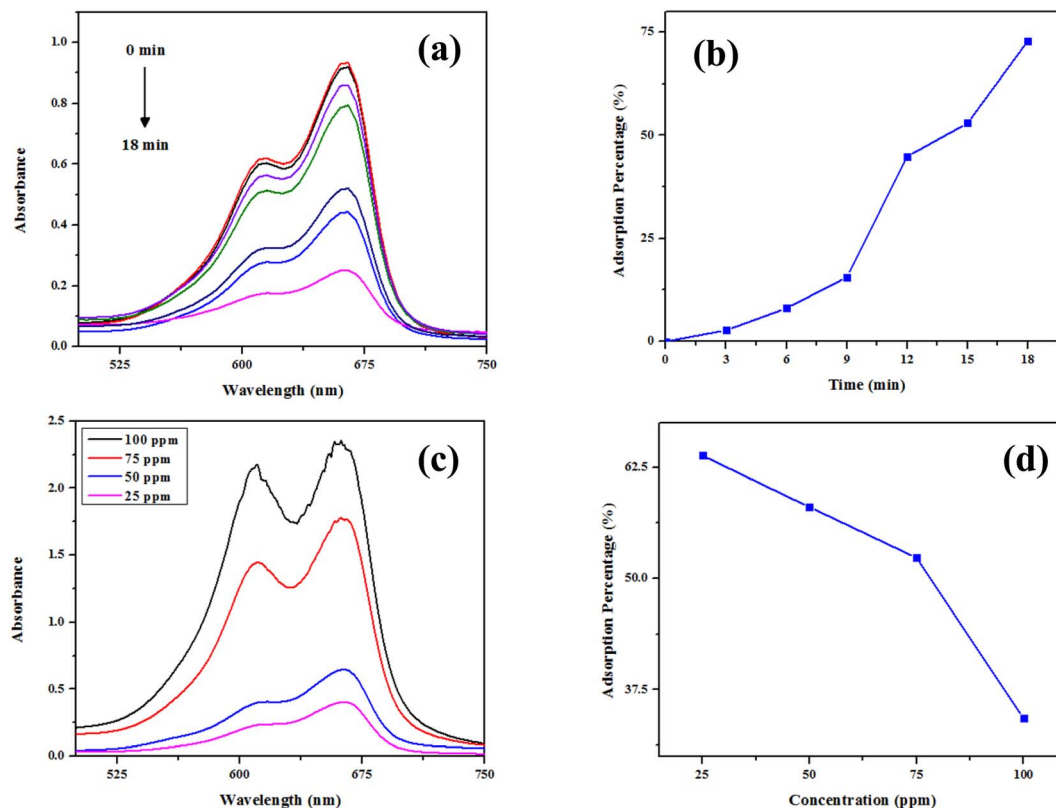 (a)
0 min
18 min
1.0
0.8
0.6
0.4
0.2
0.0
Absorbance
525 600 675 750
Wavelength (nm)
(b)
75
50
25
0
Adsorption Percentage (%)
0 3 6 9 12 15 18
Time (min)
(c)
100 ppm
75 ppm
50 ppm
25 ppm
2.5
2.0
1.5
1.0
0.5
0.0
Absorbance
525 600 675 750
Wavelength (nm)
(d)
62.5
50.0
37.5
Adsorption Percentage (%)
25 50 75 100
Concentration (ppm)